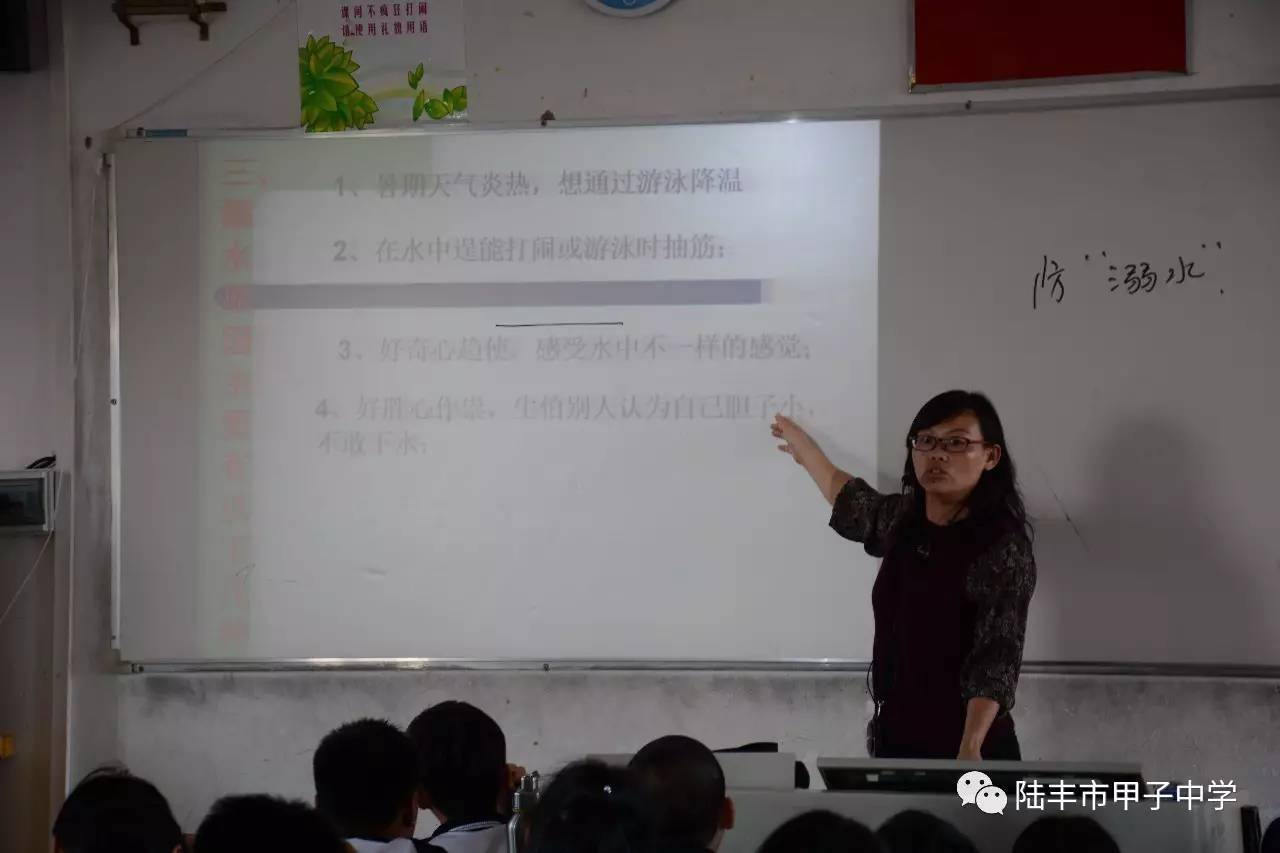 课间不疯狂打闹
请使用礼貌用语
1、暑期天气炎热，想通过游泳降温
2、在水中逞能打闹或游泳时抽筋；
防“溺水”.
3、好奇心趋使，感受水中不一样的感觉；
4、好胜心作祟，生怕别人认为自己胆子小，
不敢下水；
陆丰市甲子中学